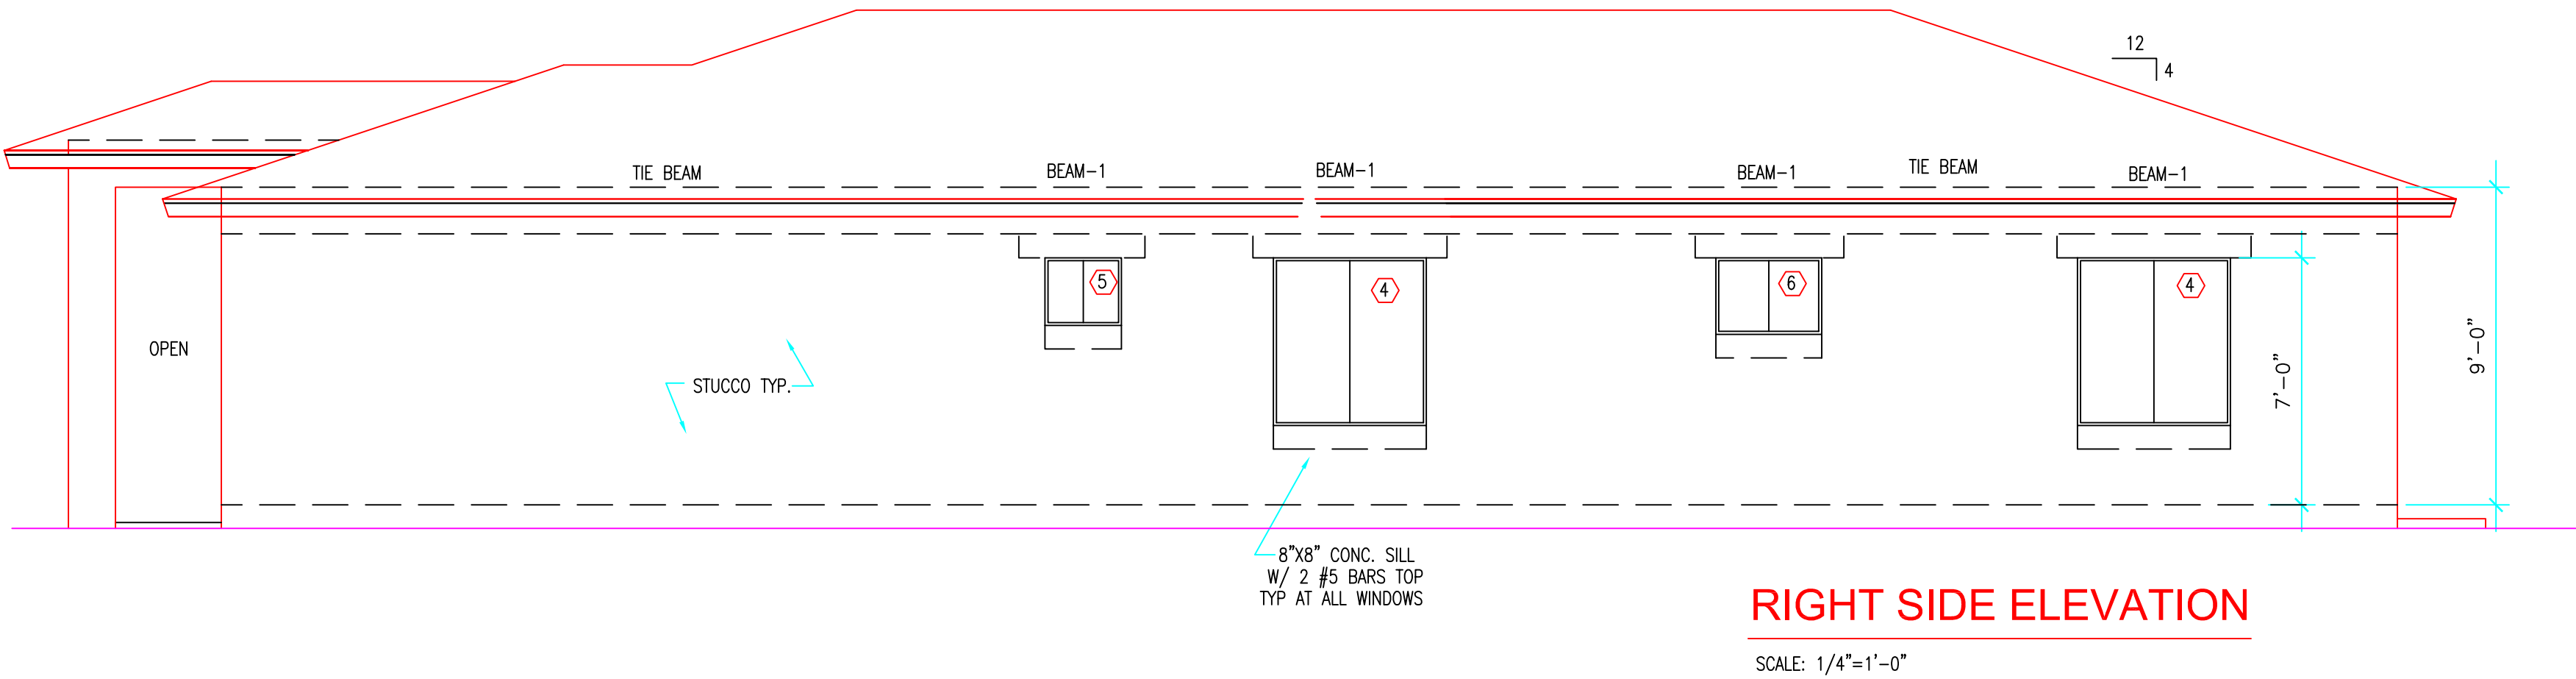 12
4
TIE BEAM
BEAM-1
BEAM-1
BEAM-1
TIE BEAM
BEAM-1
5
4
6
4
OPEN
STUCCO TYP.
7'-0"
9'-0"
8"X8" CONC. SILL
W/ 2 #5 BARS TOP
TYP AT ALL WINDOWS
RIGHT SIDE ELEVATION
SCALE: 1/4"=1'-0"